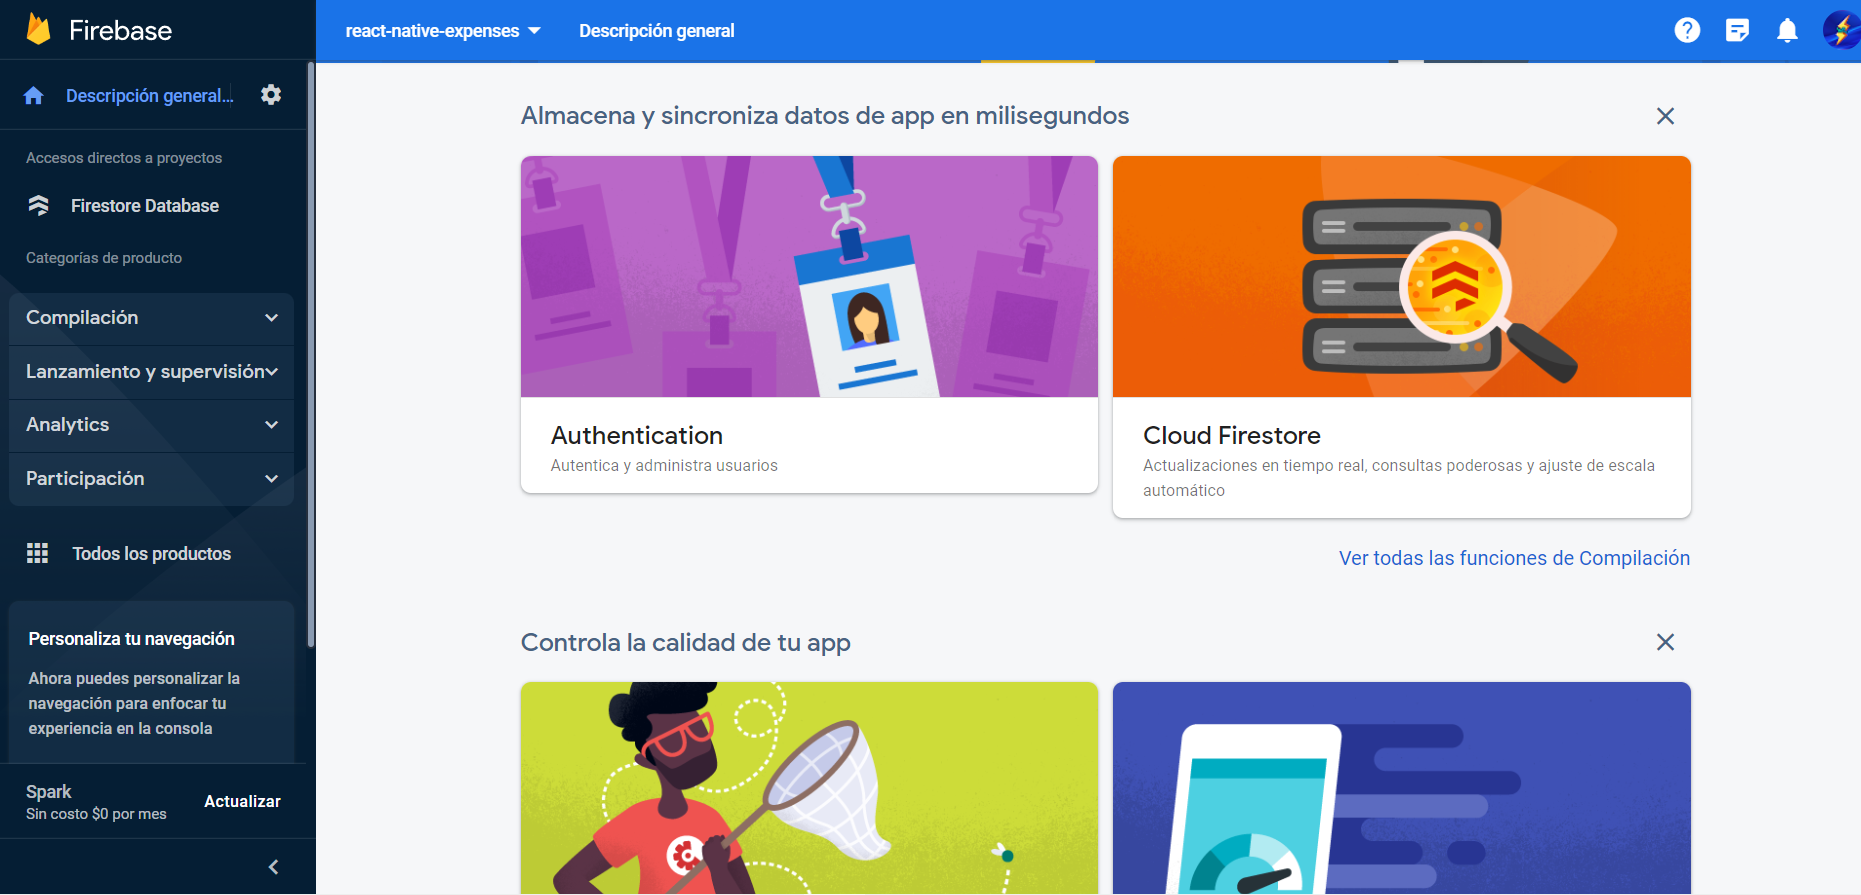 Firebase
react-native-expenses
Descripción general
Descripción general...
Accesos directos a proyectos
Firestore Database
Categorías de producto
Compilación
Lanzamiento y supervisión
Analytics
Participación
Todos los productos
Personaliza tu navegación
Ahora puedes personalizar la
navegación para enfocar tu
experiencia en la consola
Spark
Sin costo $0 por mes
Actualizar
Almacena y sincroniza datos de app en milisegundos
Authentication
Autentica y administra usuarios
Cloud Firestore
Actualizaciones en tiempo real, consultas poderosas y ajuste de escala
automático
Ver todas las funciones de Compilación
Controla la calidad de tu app